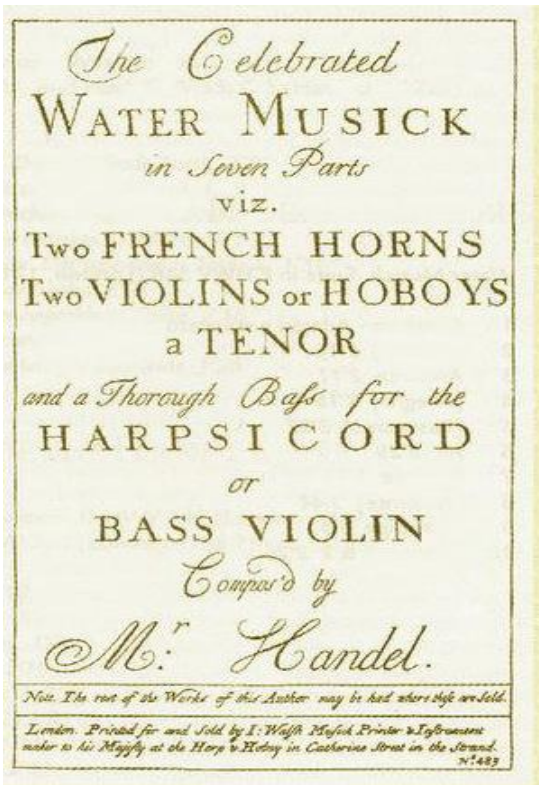 The Celebrated
WATER MUSICK
in Seven Parts
viz.
Two FRENCH HORNS
Two VIOLINS or HOBOYS
a TENOR
and a Thorough Baſs for the
HARPSICORD
or
BASS VIOLIN
Compos'd by
Mr. Handel.
Note. The rest of the Works of this Author may be had where these are Sold.
London. Printed for and Sold by I: Walsh Musick Printer & Instrument
maker to his Majesty at the Harp & Hoboy in Catherine Street in the Strand.
No. 489